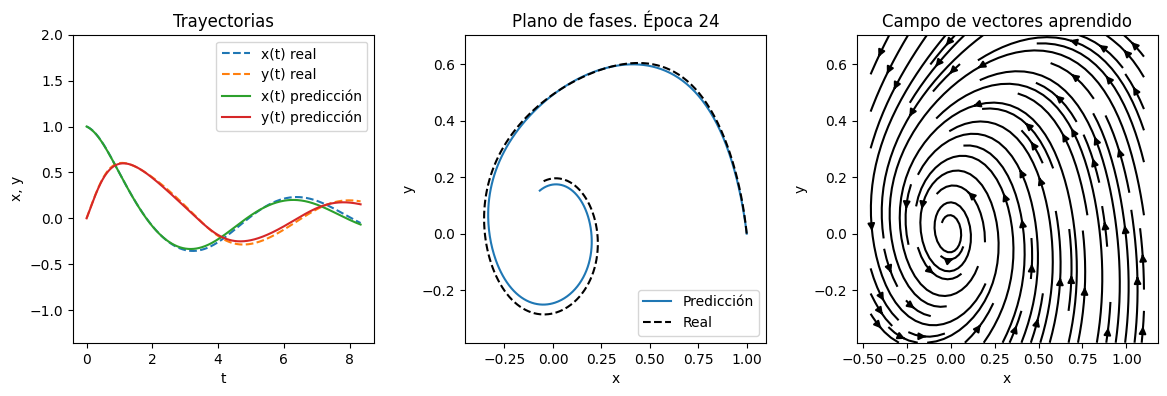 Trayectorias
2.0
1.5
1.0
0.5
0.0
−0.5
−1.0
0
2
4
6
8
t
x, y
x(t) real
y(t) real
x(t) predicción
y(t) predicción
Plano de fases. Época 24
0.6
0.4
0.2
0.0
−0.2
−0.25
0.00
0.25
0.50
0.75
1.00
x
y
Predicción
Real
Campo de vectores aprendido
0.6
0.4
0.2
0.0
−0.2
−0.50
−0.25
0.00
0.25
0.50
0.75
1.00
x
y